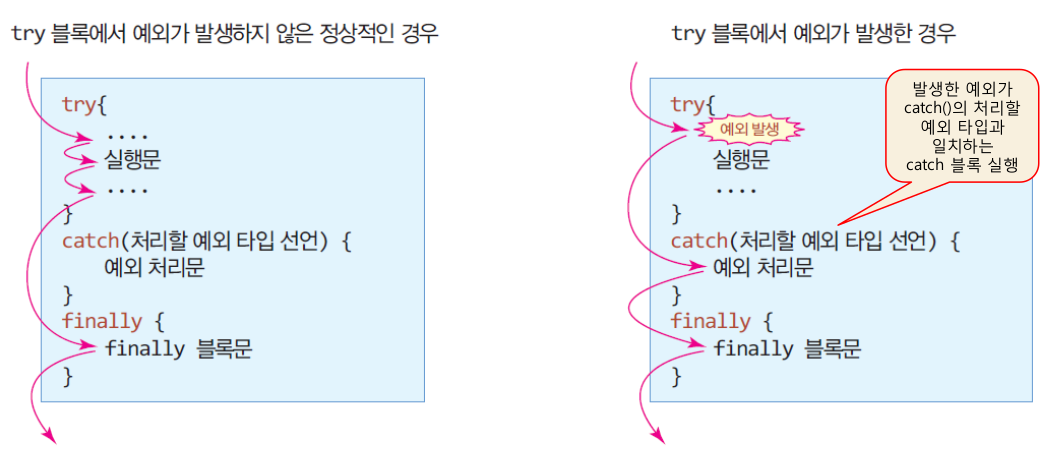 try 블록에서 예외가 발생하지 않은 정상적인 경우
try{
....
실행문
....
}
catch(처리할 예외 타입 선언) {
예외 처리문
}
finally {
finally 블록문
}
try 블록에서 예외가 발생한 경우
try{
예외 발생
실행문
....
}
catch(처리할 예외 타입 선언) {
예외 처리문
}
finally {
finally 블록문
}
발생한 예외가
catch()의 처리할
예외 타입과
일치하는
catch 블록 실행